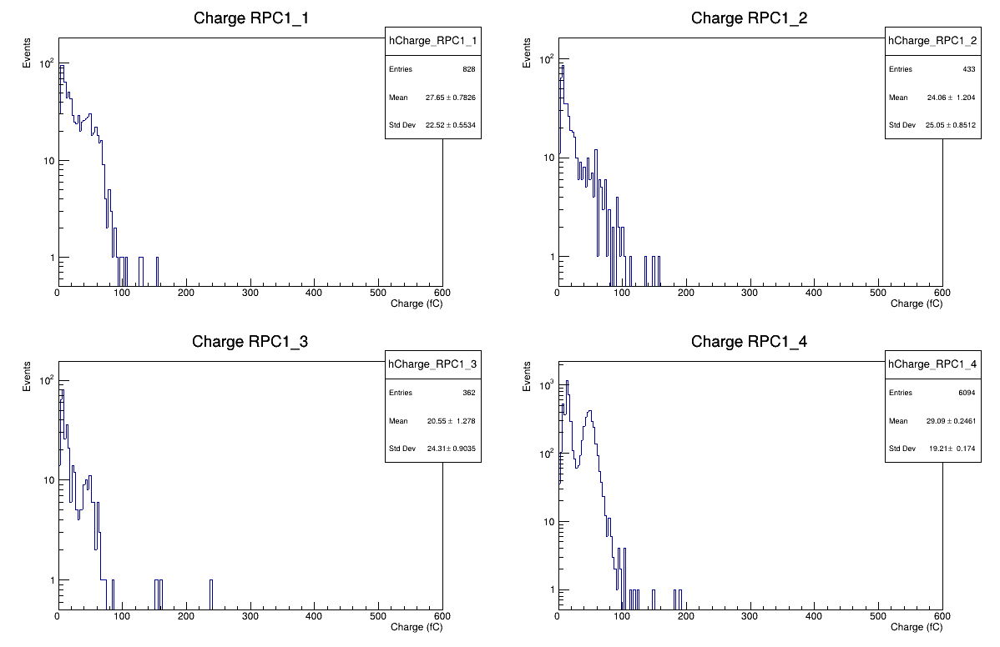 Charge RPC1_1
Events
hCharge_RPC1_1
Entries 828
Mean 27.65 ± 0.7826
Std Dev 22.52 ± 0.5534
10²
10
1
0 100 200 300 400 500 600
Charge (fC)
Charge RPC1_2
Events
hCharge_RPC1_2
Entries 433
Mean 24.06 ± 1.204
Std Dev 25.05 ± 0.8512
10²
10
1
0 100 200 300 400 500 600
Charge (fC)
Charge RPC1_3
Events
hCharge_RPC1_3
Entries 362
Mean 20.55 ± 1.278
Std Dev 24.31 ± 0.9035
10²
10
1
0 100 200 300 400 500 600
Charge (fC)
Charge RPC1_4
Events
hCharge_RPC1_4
Entries 6094
Mean 29.09 ± 0.2461
Std Dev 19.21 ± 0.174
10³
10²
10
1
0 100 200 300 400 500 600
Charge (fC)